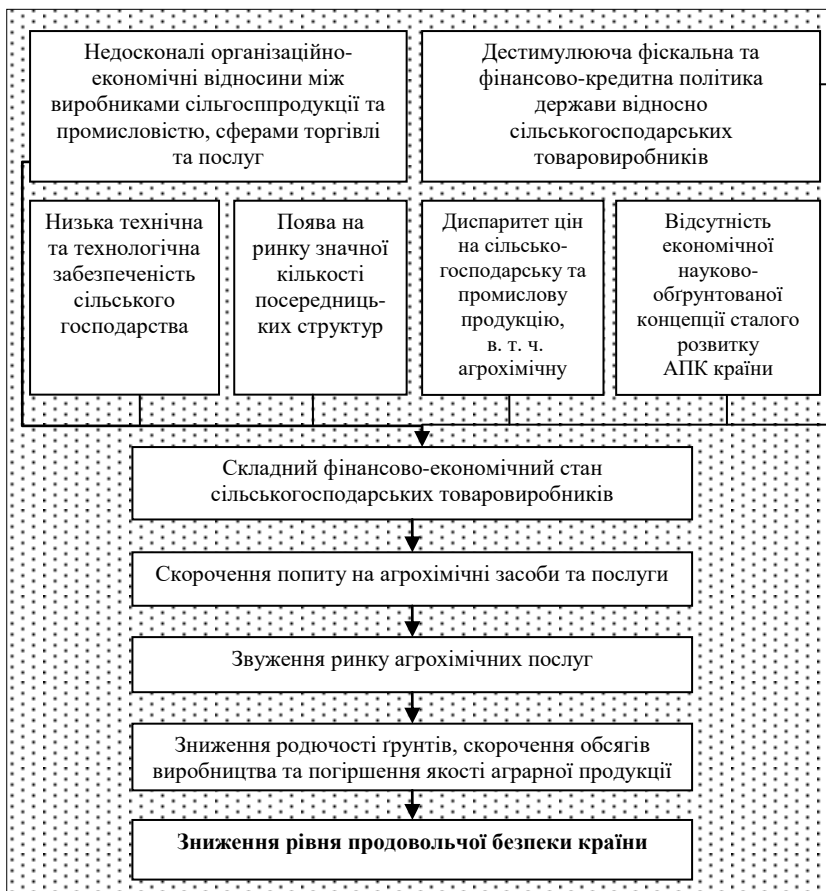 Недосконалі організаційно-
економічні відносини між
виробниками сільгосппродукції та
промисловістю, сферами торгівлі
та послуг
Дестимулююча фіскальна та
фінансово-кредитна політика
держави відносно
сільськогосподарських
товаровиробників
Низька технічна
та технологічна
забезпеченість
сільського
господарства
Поява на
ринку значної
кількості
посередниць-
ких структур
Диспаритет цін
на сільсько-
господарську та
промислову
продукцію,
в. т. ч.
агрохімічну
Відсутність
економічної
науково-
обґрунтованої
концепції сталого
розвитку
АПК країни
Складний фінансово-економічний стан
сільськогосподарських товаровиробників
Скорочення попиту на агрохімічні засоби та послуги
Звуження ринку агрохімічних послуг
Зниження родючості ґрунтів, скорочення обсягів
виробництва та погіршення якості аграрної продукції
Зниження рівня продовольчої безпеки країни